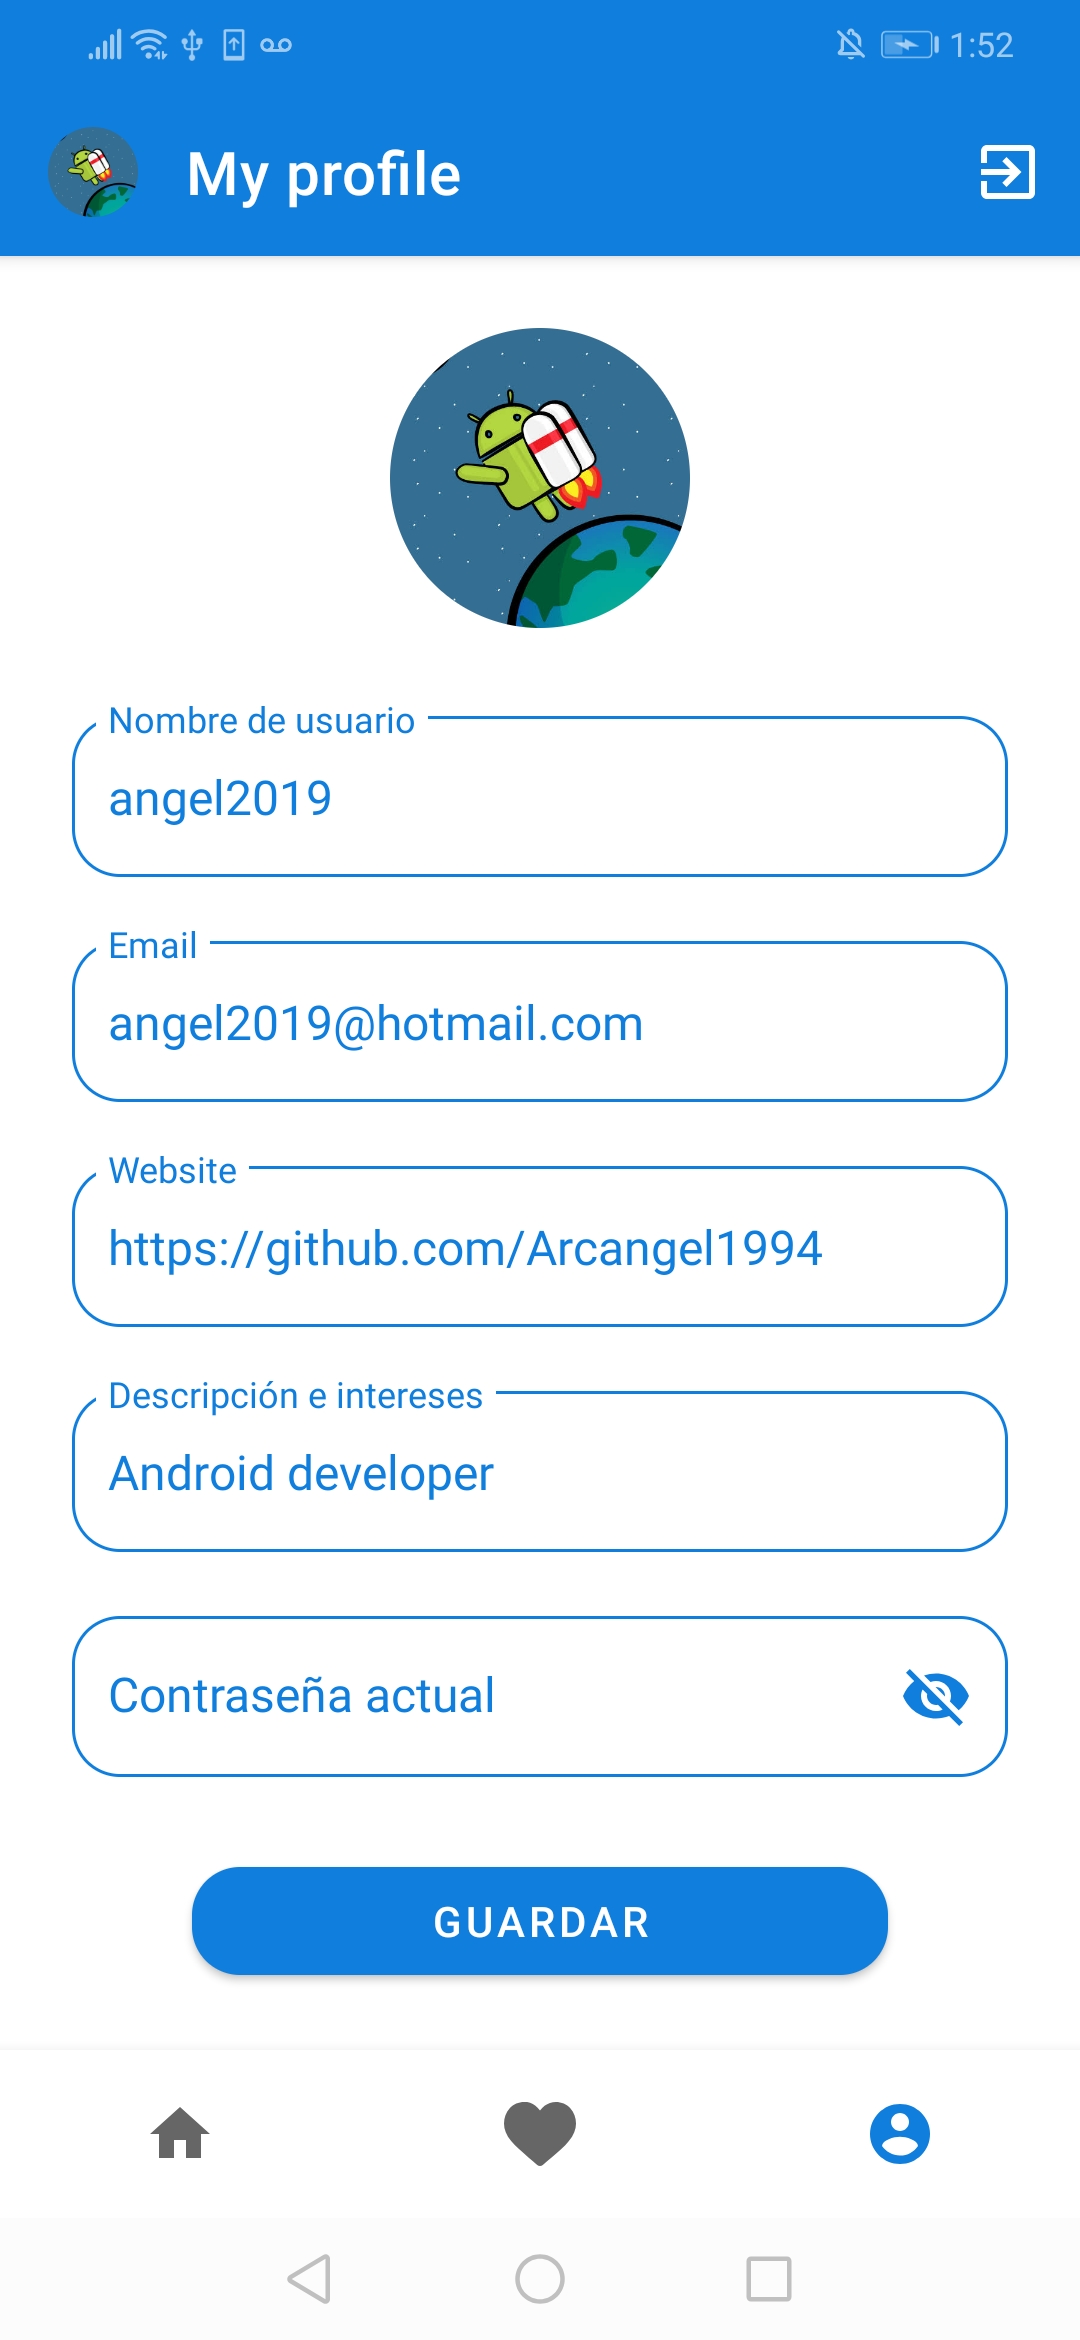 1:52
My profile
Nombre de usuario
angel2019
Email
angel2019@hotmail.com
Website
https://github.com/Arcangel1994
Descripción e intereses
Android developer
Contraseña actual
GUARDAR